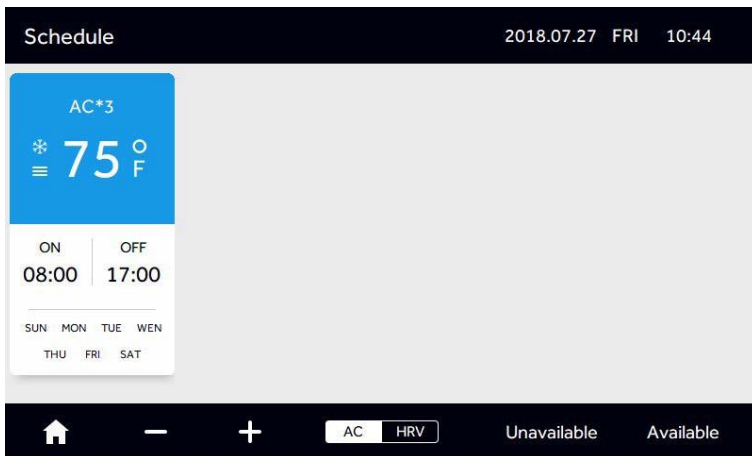 Schedule 2018.07.27 FRI 10:44
AC*3
75 °F
ON OFF
08:00 17:00
SUN MON TUE WEN
THU FRI SAT
AC HRV Unavailable Available